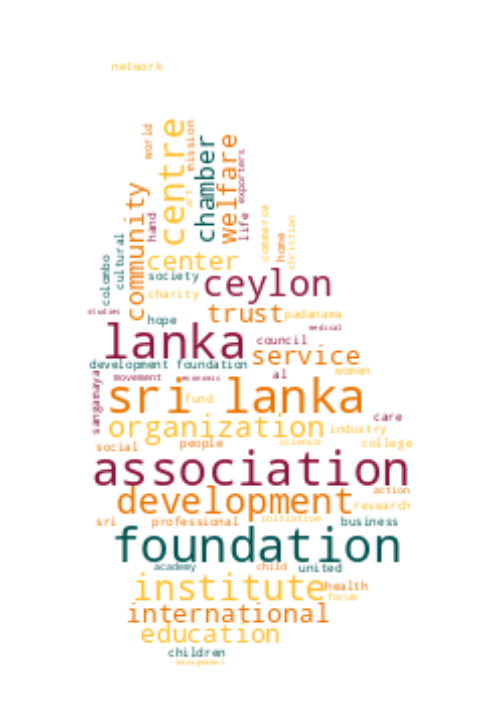 network
world
centre
mission
art
chamber
welfare
exporters
life
community
hand
commerce
home
christian
colombo
cultural
center
society
ceylon
charity
studies
trust
padanama
hope
medical
lanka
council
service
development foundation
women
sangamaya
movement
economic
al
sri lanka
fund
organization
care
industry
social
people
science
college
association
action
development
research
sri
professional
initiative
business
foundation
academy
child
united
institute
health
forum
international
education
children
management